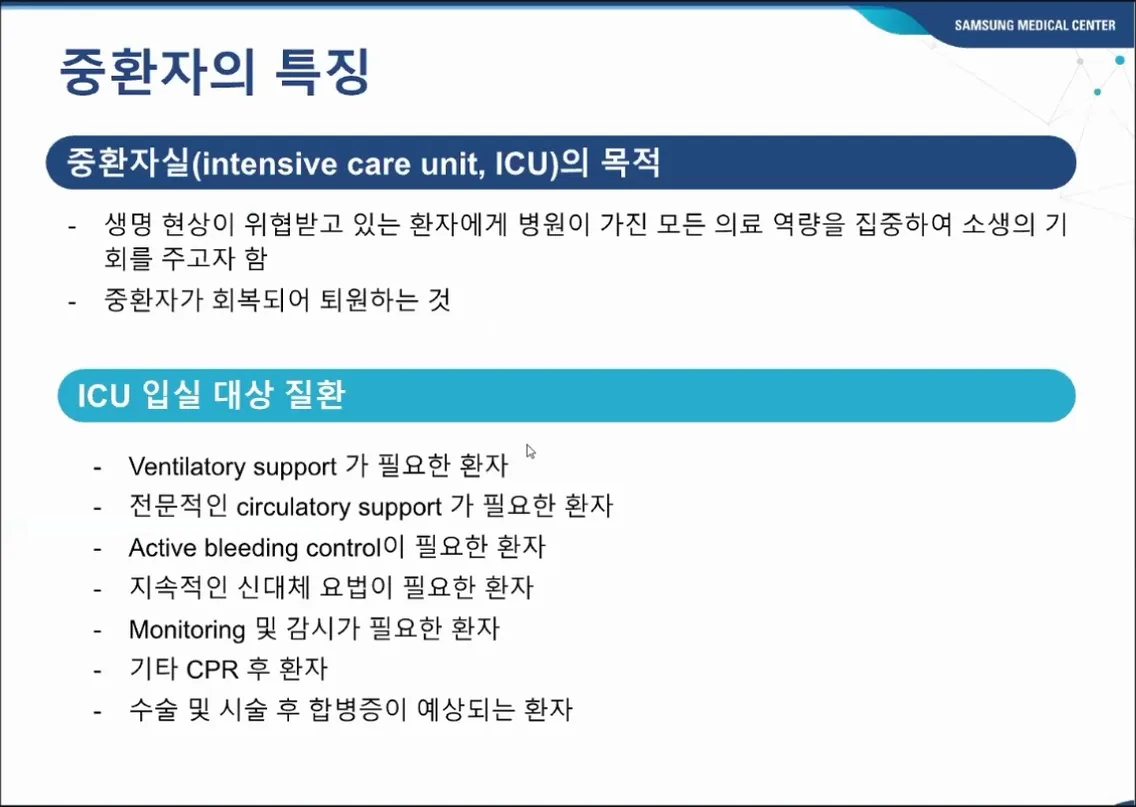 SAMSUNG MEDICAL CENTER
중환자의 특징
중환자실(intensive care unit, ICU)의 목적
- 생명 현상이 위협받고 있는 환자에게 병원이 가진 모든 의료 역량을 집중하여 소생의 기
회를 주고자 함
- 중환자가 회복되어 퇴원하는 것
ICU 입실 대상 질환
- Ventilatory support 가 필요한 환자
- 전문적인 circulatory support 가 필요한 환자
- Active bleeding control이 필요한 환자
- 지속적인 신대체 요법이 필요한 환자
- Monitoring 및 감시가 필요한 환자
- 기타 CPR 후 환자
- 수술 및 시술 후 합병증이 예상되는 환자